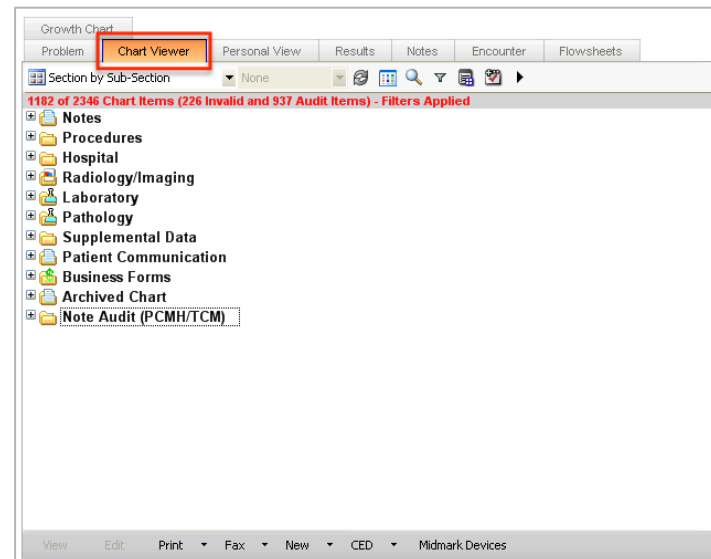 Growth Chart
Problem Chart Viewer Personal View Results Notes Encounter Flowsheets
Section by Sub-Section None
1182 of 2346 Chart Items (226 Invalid and 937 Audit Items) - Filters Applied
Notes
Procedures
Hospital
Radiology/Imaging
Laboratory
Pathology
Supplemental Data
Patient Communication
Business Forms
Archived Chart
Note Audit (PCMH/TCM)
View Edit Print Fax New CED Midmark Devices